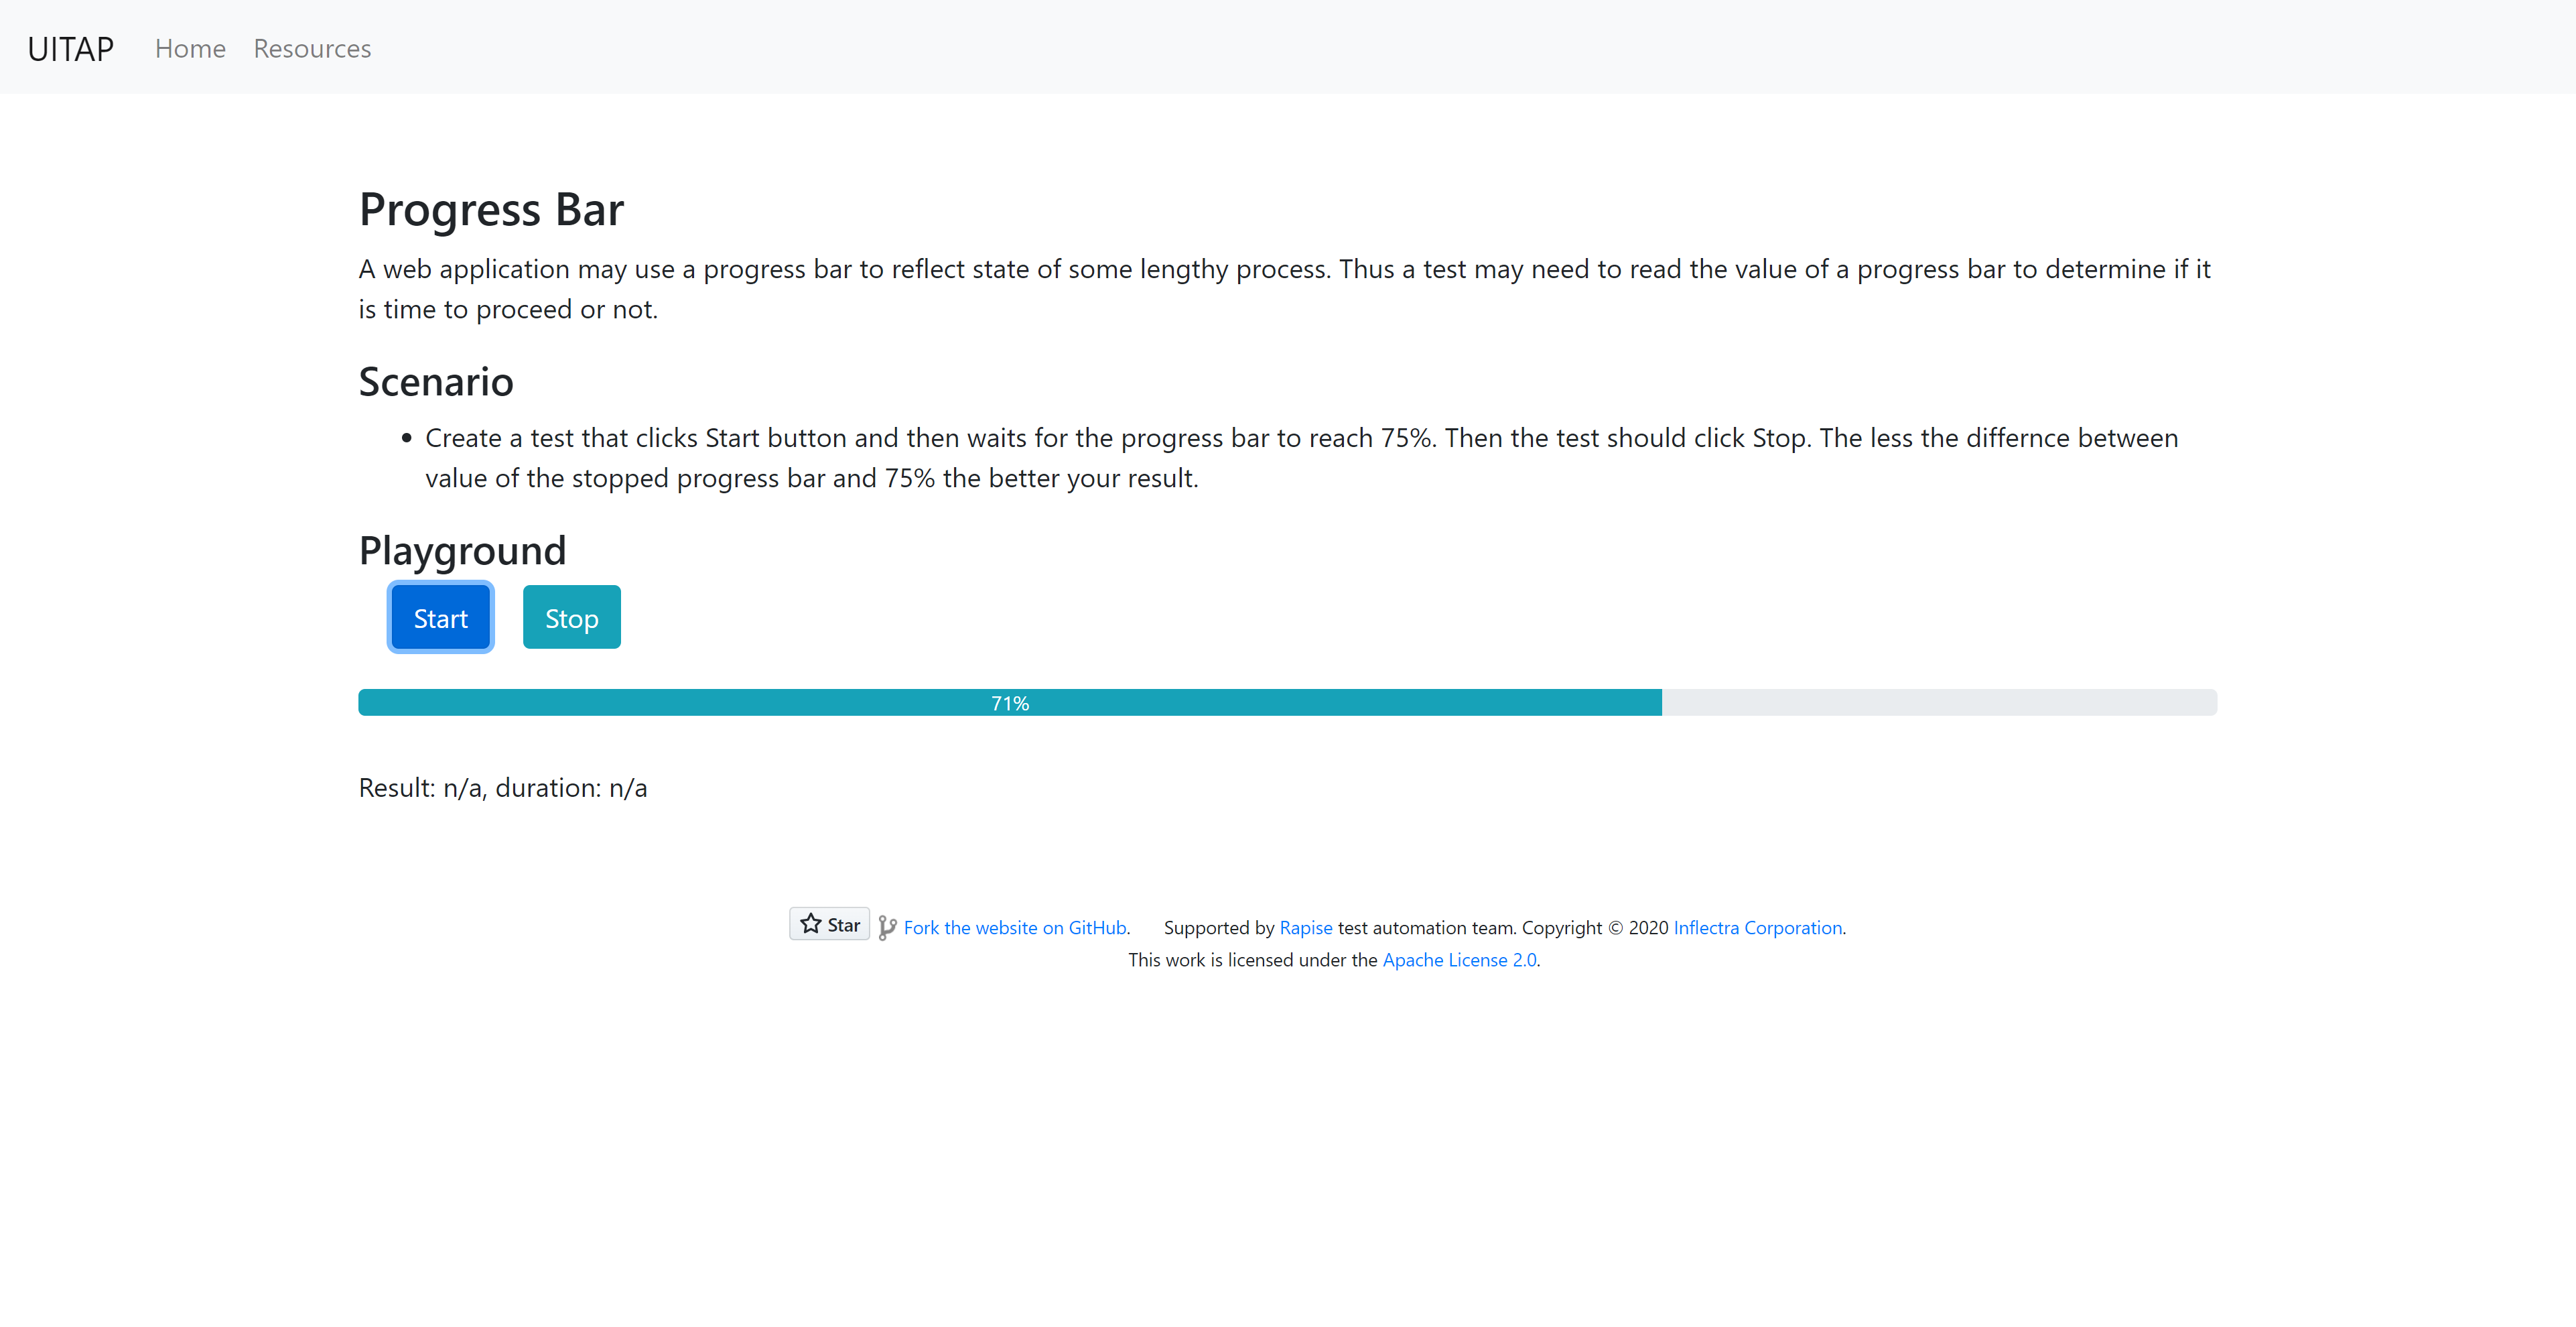 UITAP Home Resources
Progress Bar
A web application may use a progress bar to reflect state of some lengthy process. Thus a test may need to read the value of a progress bar to determine if it
is time to proceed or not.
Scenario
• Create a test that clicks Start button and then waits for the progress bar to reach 75%. Then the test should click Stop. The less the differnce between
value of the stopped progress bar and 75% the better your result.
Playground
Start Stop
71%
Result: n/a, duration: n/a
Star Fork the website on GitHub. Supported by Rapise test automation team. Copyright © 2020 Inflectra Corporation.
This work is licensed under the Apache License 2.0.